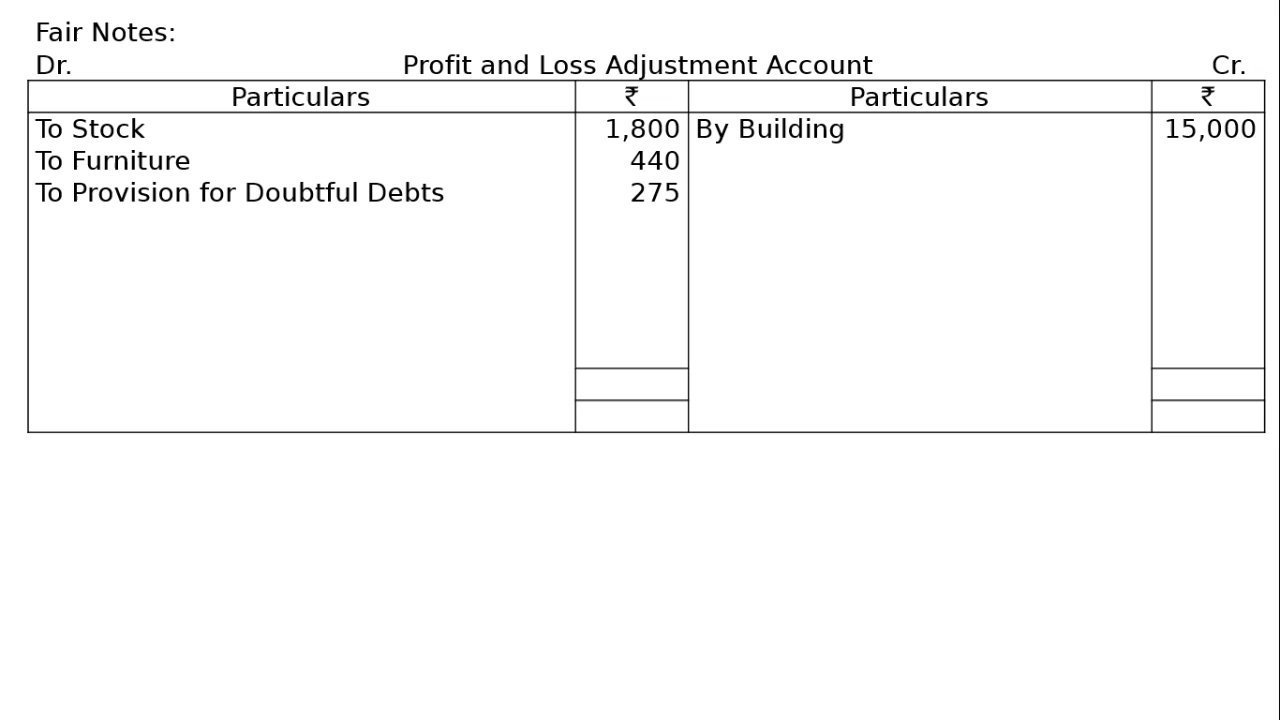 Fair Notes:
Dr. Profit and Loss Adjustment Account Cr.
Particulars ₹ Particulars ₹
To Stock 1,800 By Building 15,000
To Furniture 440
To Provision for Doubtful Debts 275